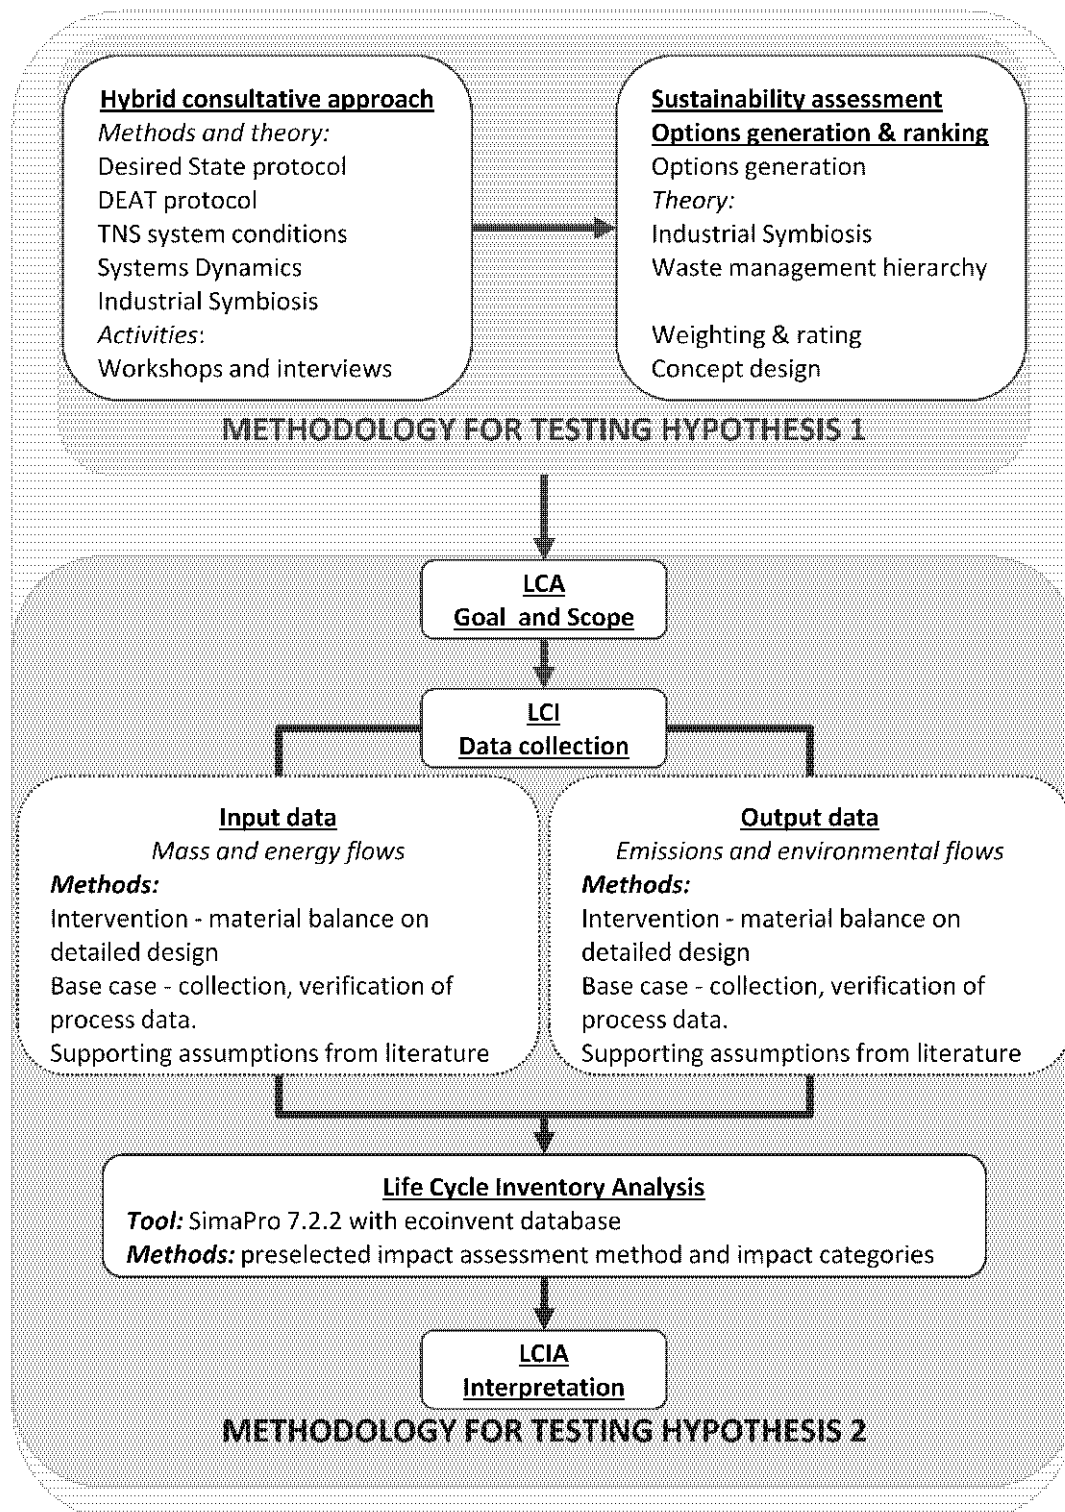 Hybrid consultative approach
Methods and theory:
Desired State protocol
DEAT protocol
TNS system conditions
Systems Dynamics
Industrial Symbiosis
Activities:
Workshops and interviews
Sustainability assessment
Options generation & ranking
Options generation
Theory:
Industrial Symbiosis
Waste management hierarchy
Weighting & rating
Concept design
METHODOLOGY FOR TESTING HYPOTHESIS 1
LCA
Goal and Scope
LCI
Data collection
Input data
Mass and energy flows
Methods:
Intervention - material balance on
detailed design
Base case - collection, verification of
process data.
Supporting assumptions from literature
Output data
Emissions and environmental flows
Methods:
Intervention - material balance on
detailed design
Base case - collection, verification of
process data.
Supporting assumptions from literature
Life Cycle Inventory Analysis
Tool: SimaPro 7.2.2 with ecoinvent database
Methods: preselected impact assessment method and impact categories
LCIA
Interpretation
METHODOLOGY FOR TESTING HYPOTHESIS 2